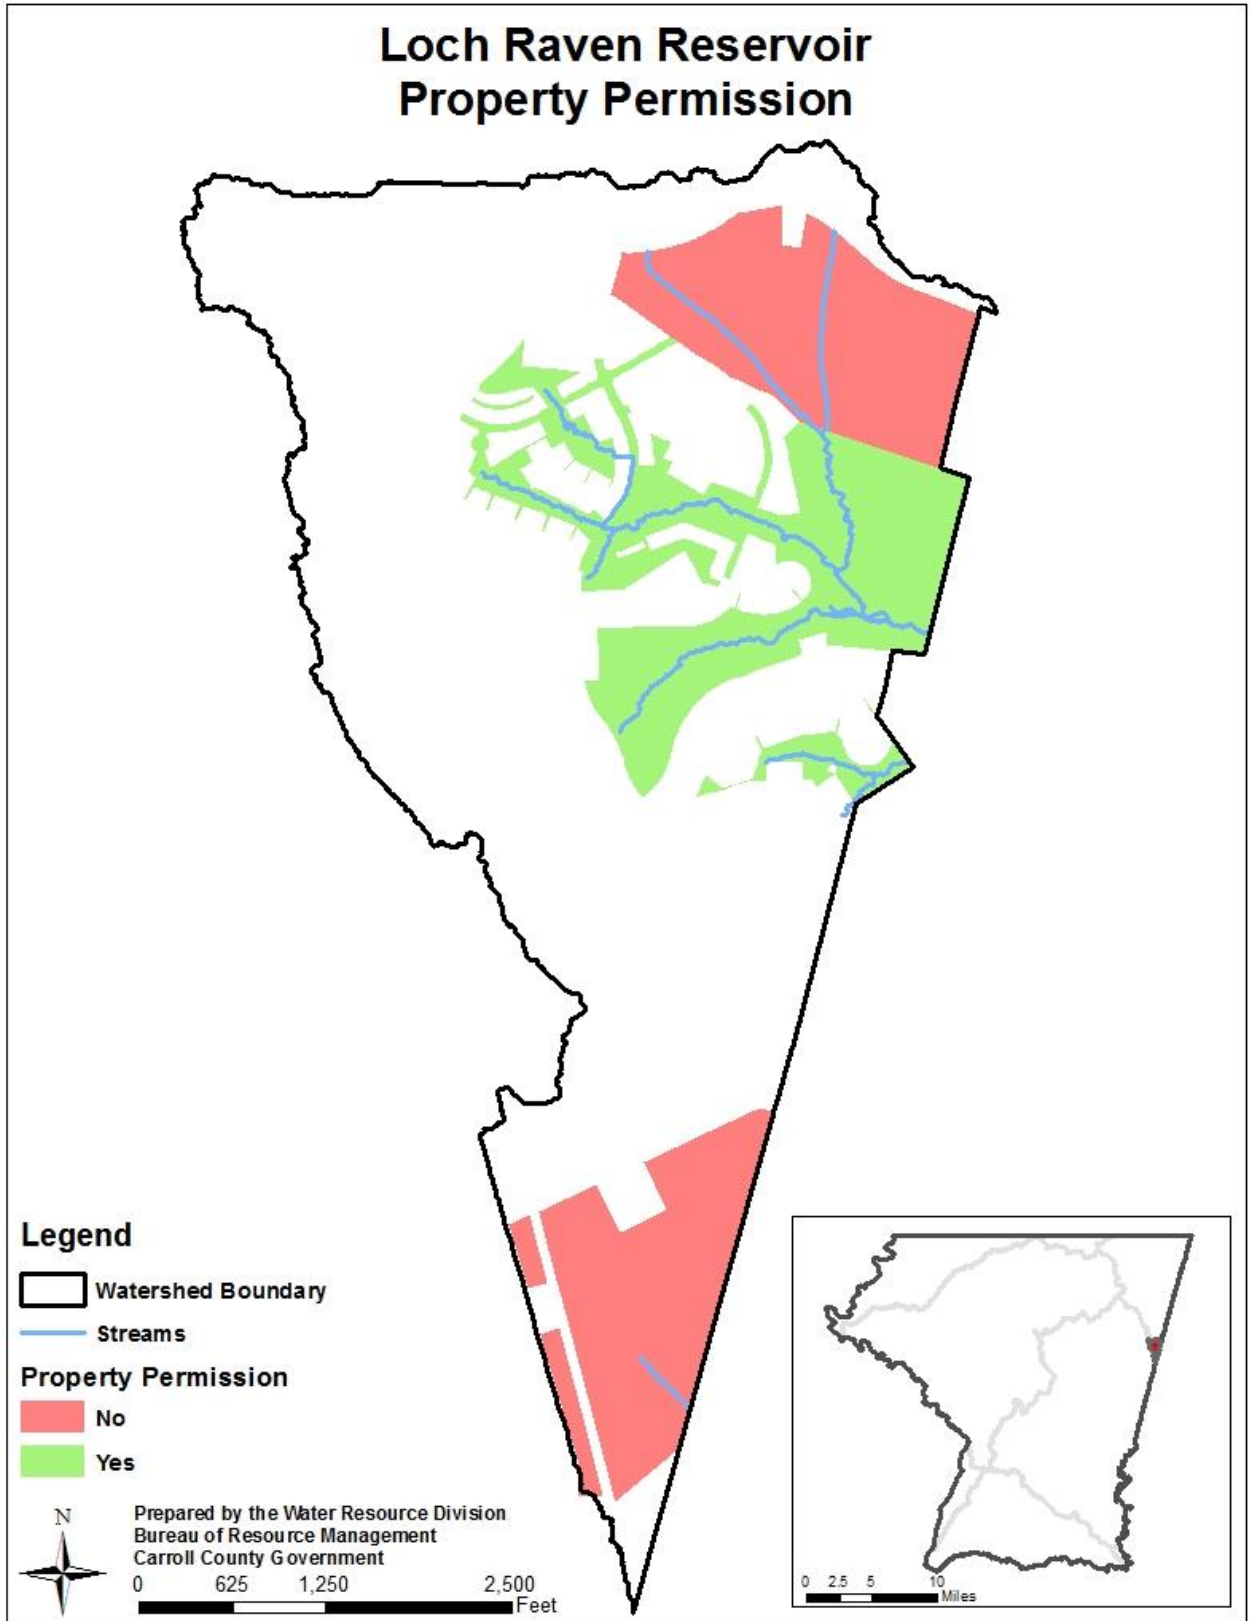 Loch Raven Reservoir
Property Permission
Legend
Watershed Boundary
Streams
Property Permission
No
Yes
N
Prepared by the Water Resource Division
Bureau of Resource Management
Carroll County Government
0 625 1,250 2,500
Feet
0 2.5 5 10
Miles